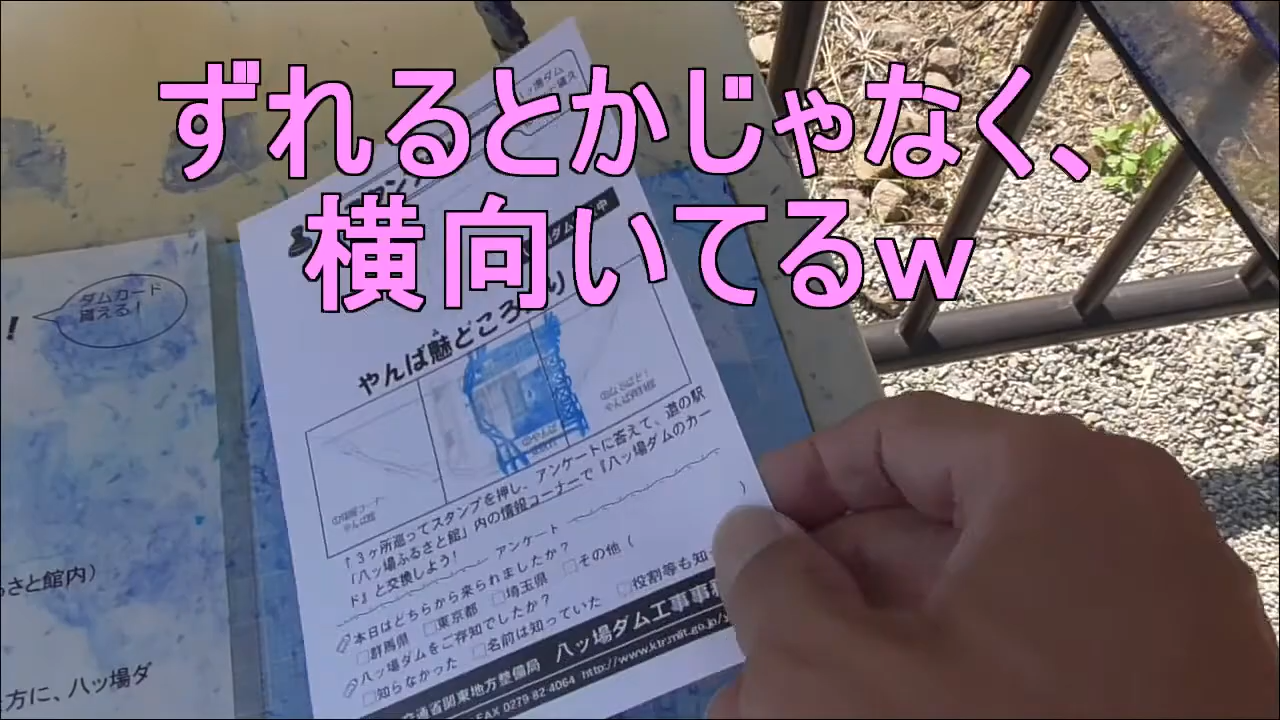 ずれるとかじゃなく、
横向いてるw
八ッ場ダム
ダムカード
貰える！
！
やんば魅どころ
↑3ヶ所巡ってスタンプを押し、アンケートに答えて、道の駅
「八ッ場ふるさと館」内の情報コーナーで『八ッ場ダムのカー
ド』と交換しよう！
アンケート
本日はどちらから来られましたか？
□群馬県 □東京都 □埼玉県 □その他（ ）
八ッ場ダムをご存知でしたか？
□知らなかった □名前は知っていた □役割等も知っ
交通省関東地方整備局 八ッ場ダム工事事務
FAX 0279-82-4064 http://www.ktr.mlit.go.jp/y
るさと館内）
方に、八ッ場ダ